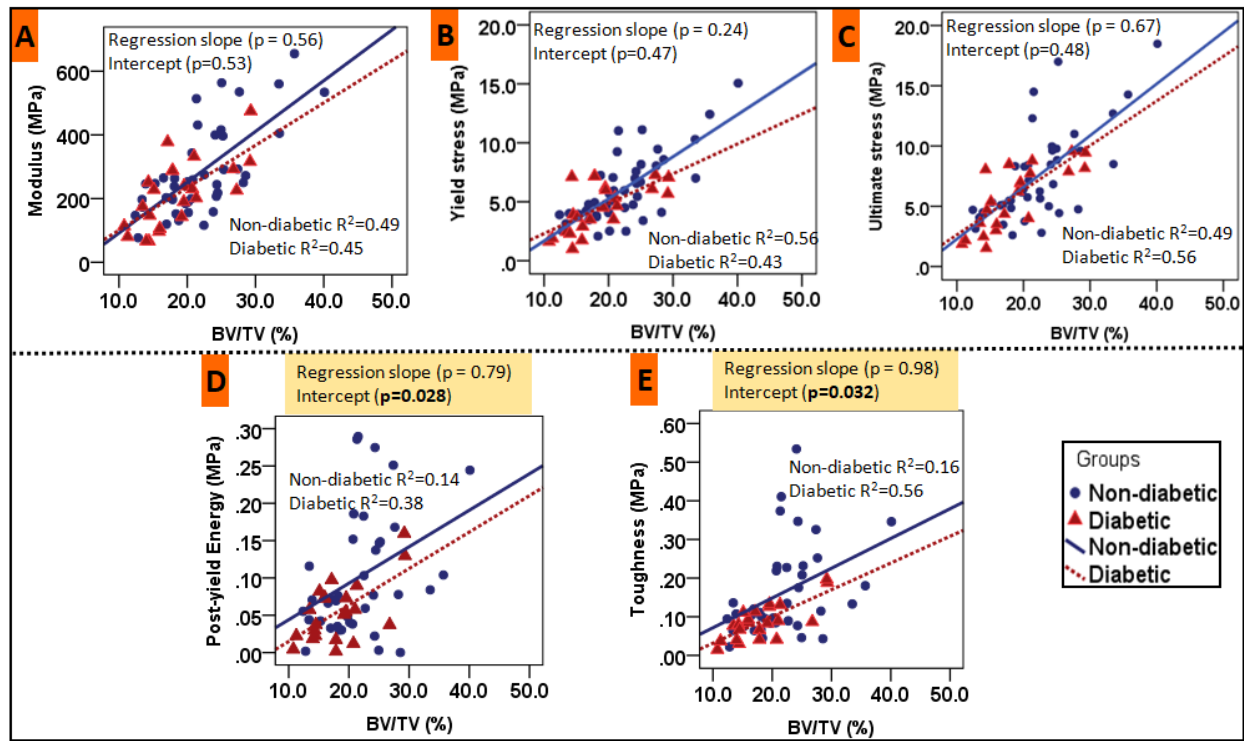 A
Regression slope (p = 0.56)
Intercept (p=0.53)
Modulus (MPa)
600
400
200
0
Non-diabetic R²=0.49
Diabetic R²=0.45
10.0 20.0 30.0 40.0 50.0
BV/TV (%)
B
Regression slope (p = 0.24)
Intercept (p=0.47)
Yield stress (MPa)
20.0
15.0
10.0
5.0
.0
Non-diabetic R²=0.56
Diabetic R²=0.43
10.0 20.0 30.0 40.0 50.0
BV/TV (%)
C
Regression slope (p = 0.67)
Intercept (p=0.48)
Ultimate stress (MPa)
20.0
15.0
10.0
5.0
.0
Non-diabetic R²=0.49
Diabetic R²=0.56
10.0 20.0 30.0 40.0 50.0
BV/TV (%)
D
Regression slope (p = 0.79)
Intercept (p=0.028)
Post-yield Energy (MPa)
.30
.25
.20
.15
.10
.05
.00
Non-diabetic R²=0.14
Diabetic R²=0.38
10.0 20.0 30.0 40.0 50.0
BV/TV (%)
E
Regression slope (p = 0.98)
Intercept (p=0.032)
Toughness (MPa)
.60
.50
.40
.30
.20
.10
.00
Non-diabetic R²=0.16
Diabetic R²=0.56
10.0 20.0 30.0 40.0 50.0
BV/TV (%)
Groups
Non-diabetic
Diabetic
Non-diabetic
Diabetic